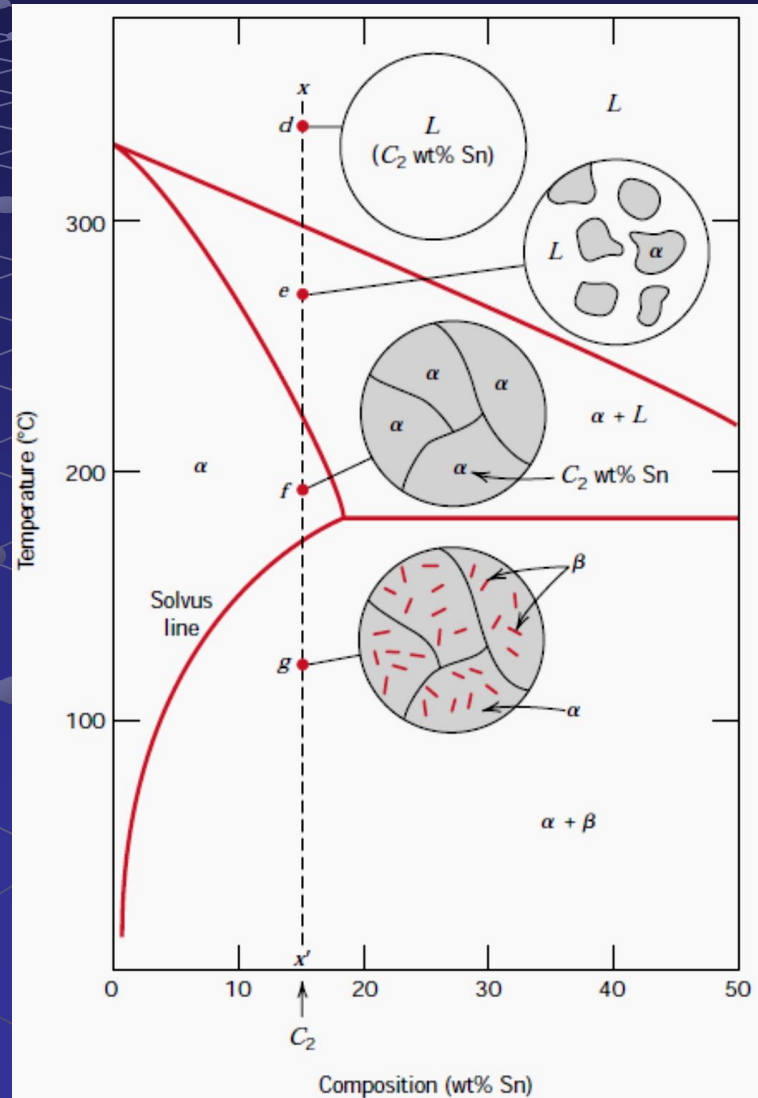 x
d
L
(C₂ wt% Sn)
L
300
L
α
e
α
α
α
α + L
α
C₂ wt% Sn
200
α
f
Temperature (°C)
β
Solvus
line
g
α
100
α + β
x′
0
10
20
30
40
50
C₂
Composition (wt% Sn)